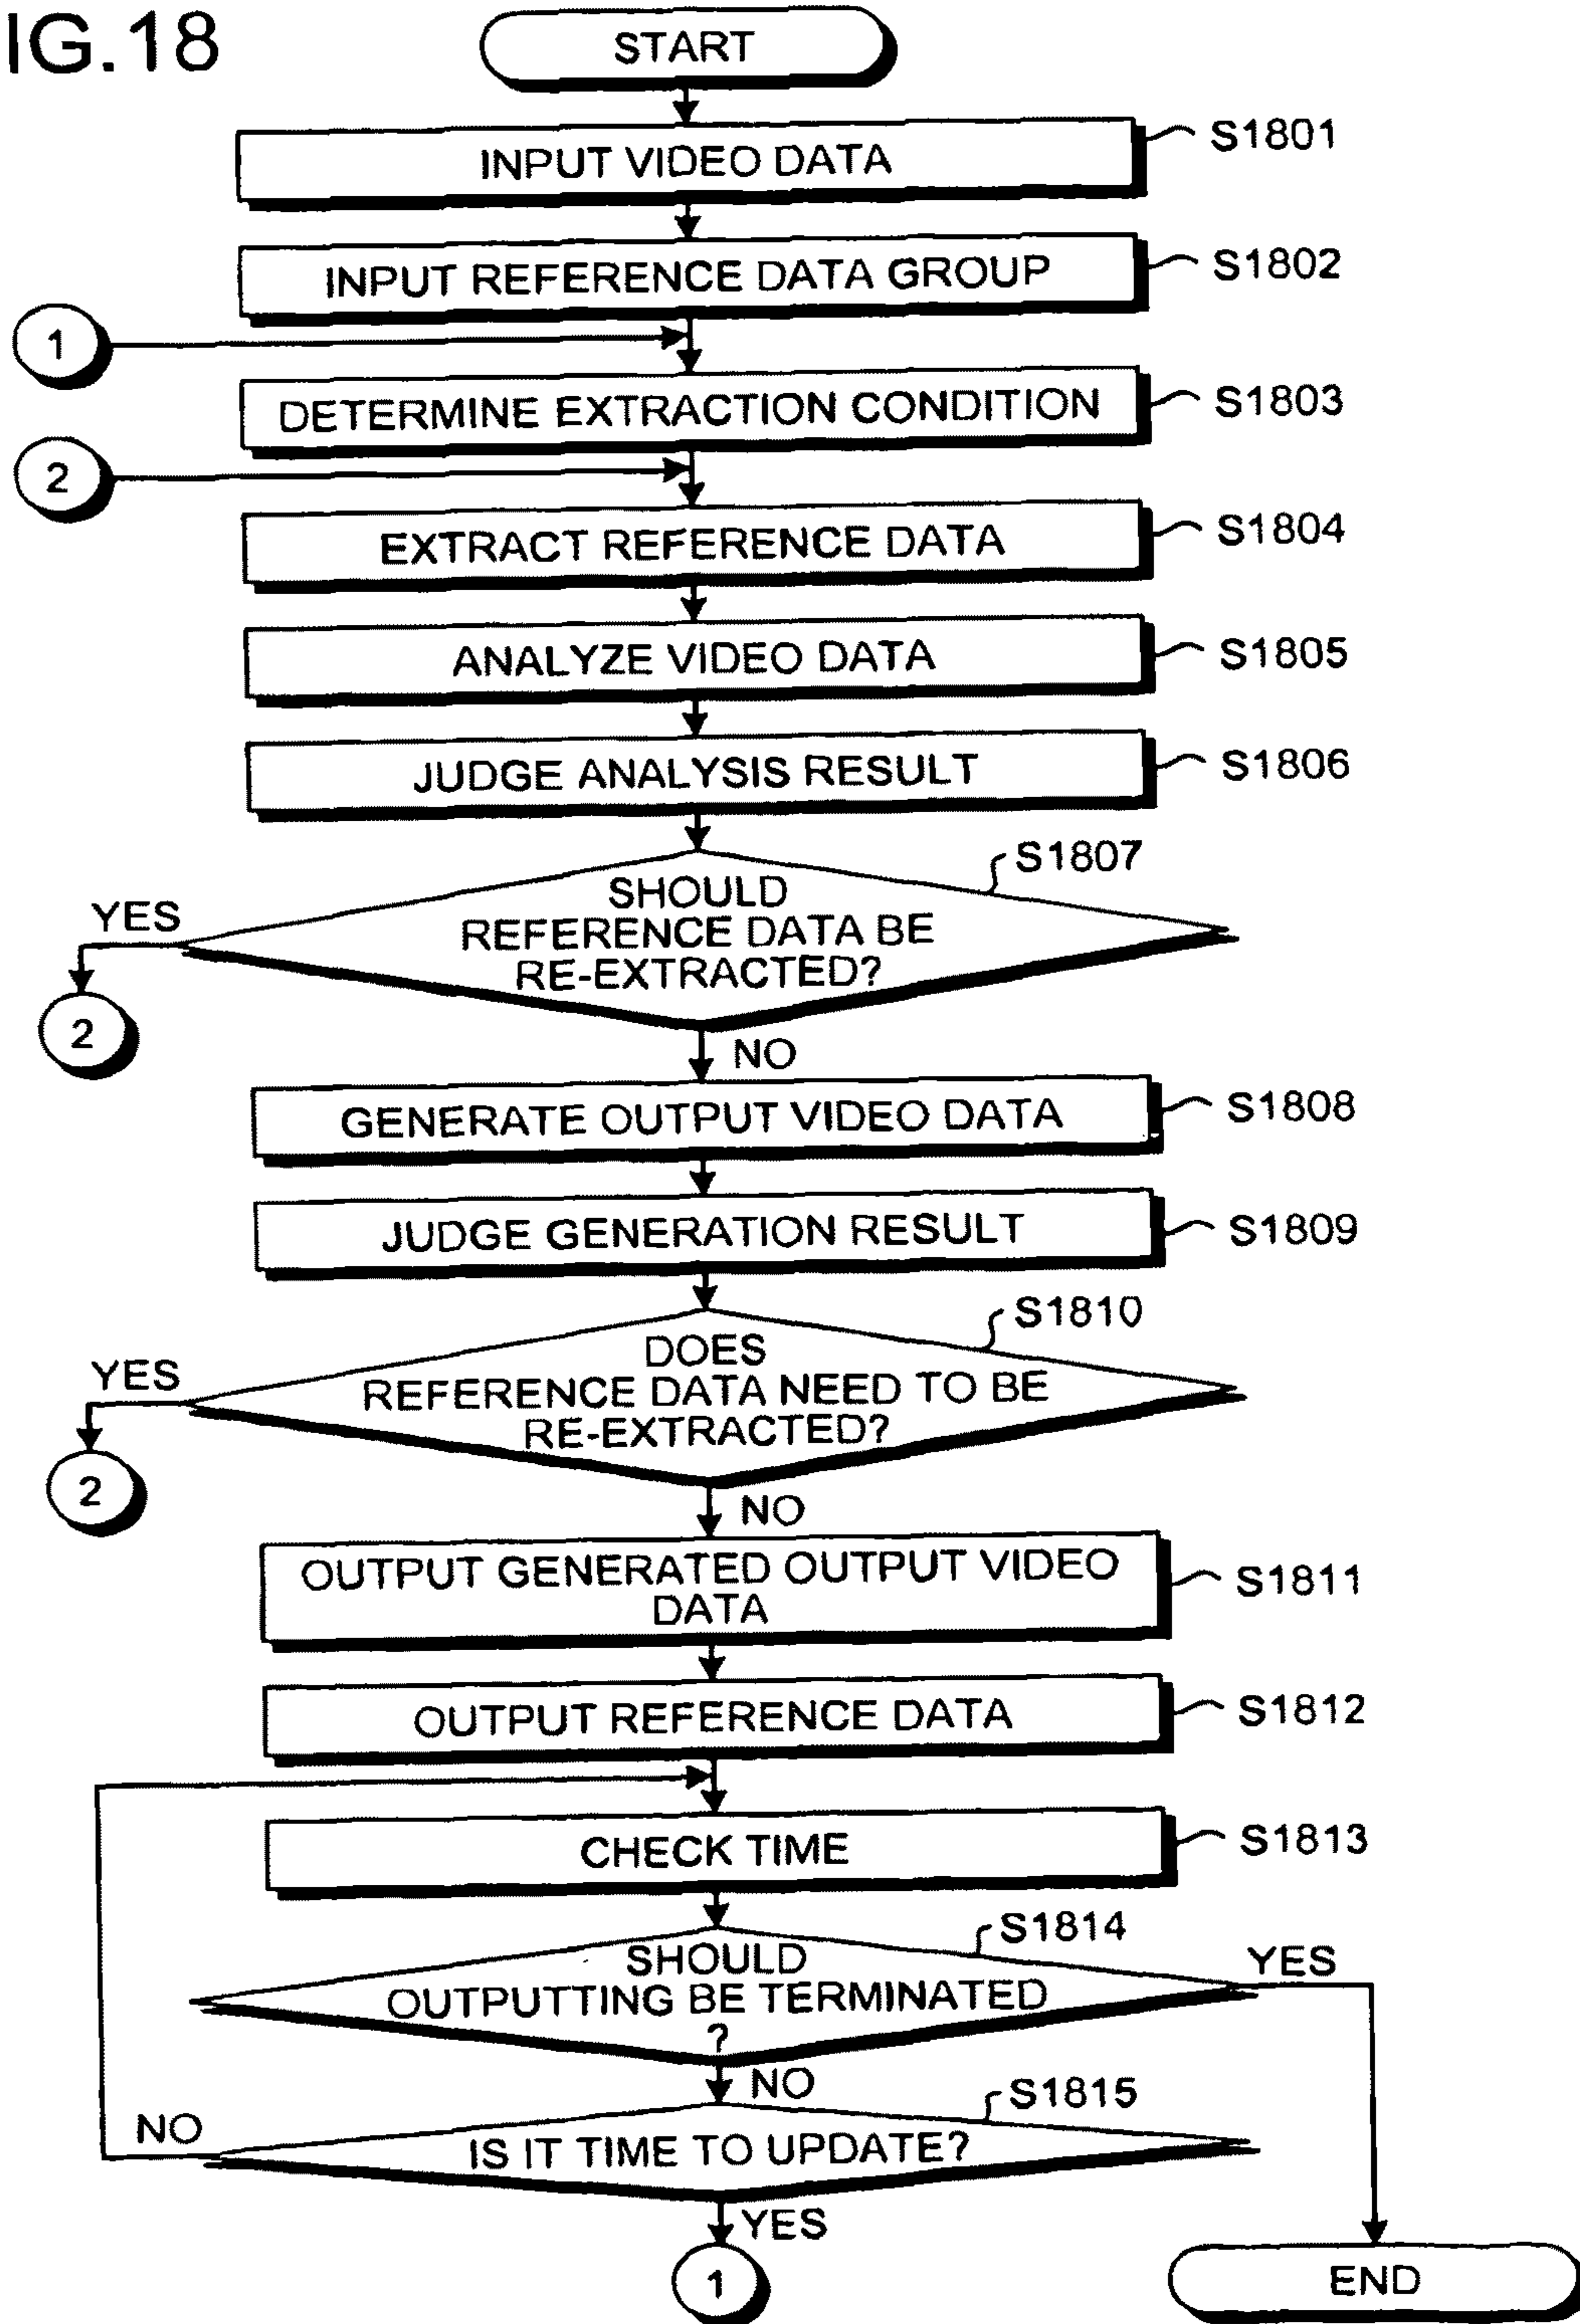 IG.18
START
INPUT VIDEO DATA
S1801
INPUT REFERENCE DATA GROUP
S1802
1
DETERMINE EXTRACTION CONDITION
S1803
2
EXTRACT REFERENCE DATA
S1804
ANALYZE VIDEO DATA
S1805
JUDGE ANALYSIS RESULT
S1806
S1807
SHOULD
REFERENCE DATA BE
RE-EXTRACTED?
YES
2
NO
GENERATE OUTPUT VIDEO DATA
S1808
JUDGE GENERATION RESULT
S1809
S1810
DOES
REFERENCE DATA NEED TO BE
RE-EXTRACTED?
YES
2
NO
OUTPUT GENERATED OUTPUT VIDEO
DATA
S1811
OUTPUT REFERENCE DATA
S1812
CHECK TIME
S1813
S1814
SHOULD
OUTPUTTING BE TERMINATED
?
YES
NO
S1815
IS IT TIME TO UPDATE?
NO
YES
1
END